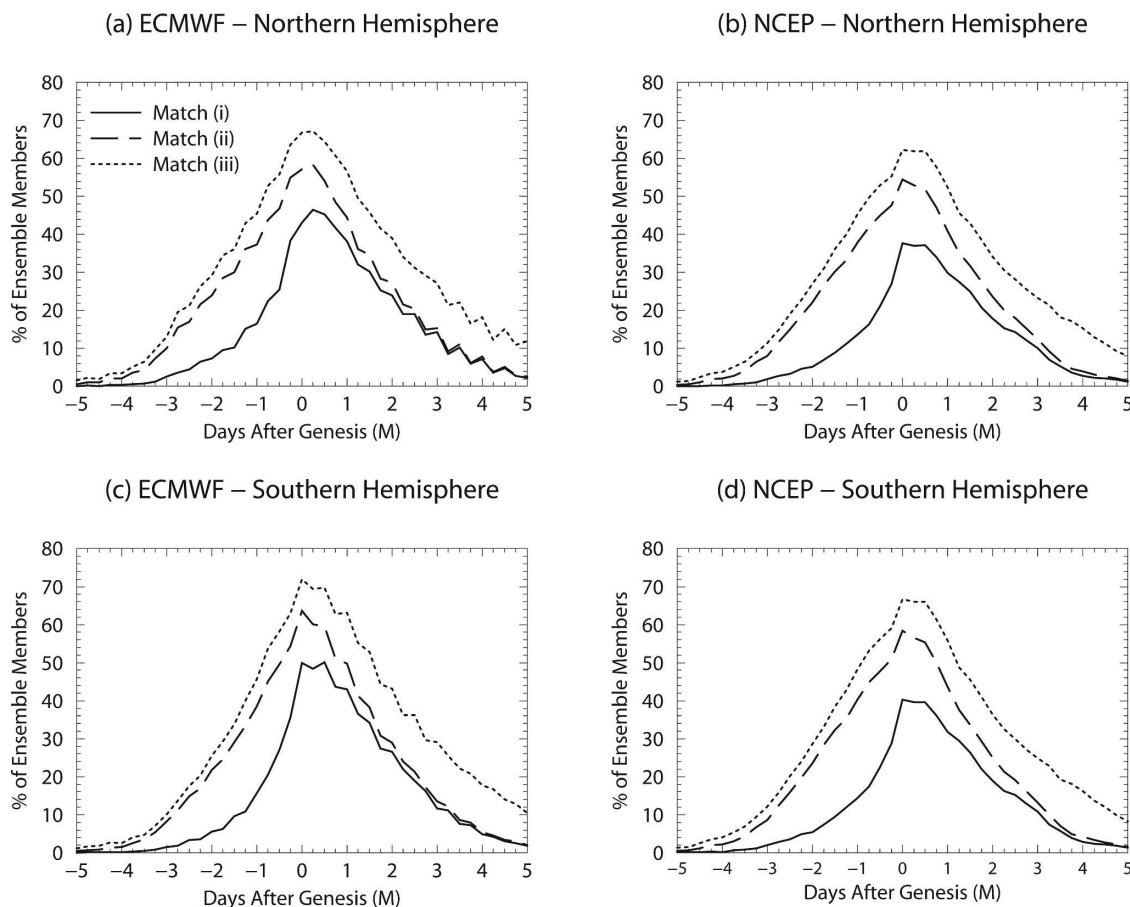 (a) ECMWF – Northern Hemisphere
80
70
60
50
40
30
20
10
0
% of Ensemble Members
Match (i)
Match (ii)
Match (iii)
−5 −4 −3 −2 −1 0 1 2 3 4 5
Days After Genesis (M)
(b) NCEP – Northern Hemisphere
80
70
60
50
40
30
20
10
0
% of Ensemble Members
−5 −4 −3 −2 −1 0 1 2 3 4 5
Days After Genesis (M)
(c) ECMWF – Southern Hemisphere
80
70
60
50
40
30
20
10
0
% of Ensemble Members
−5 −4 −3 −2 −1 0 1 2 3 4 5
Days After Genesis (M)
(d) NCEP – Southern Hemisphere
80
70
60
50
40
30
20
10
0
% of Ensemble Members
−5 −4 −3 −2 −1 0 1 2 3 4 5
Days After Genesis (M)